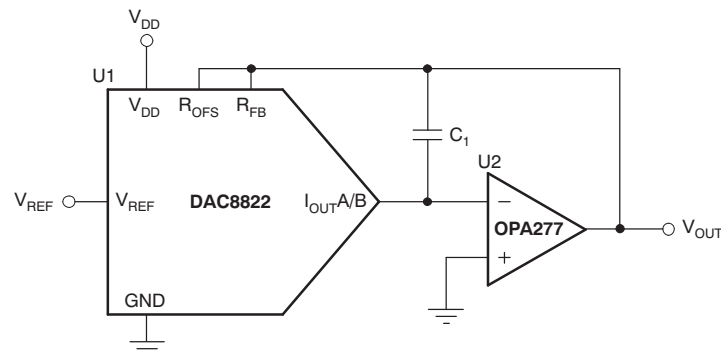 V_DD
U1
V_DD R_OFS R_FB
C_1
U2
V_REF V_REF DAC8822 I_OUT A/B
−
OPA277
V_OUT
+
GND